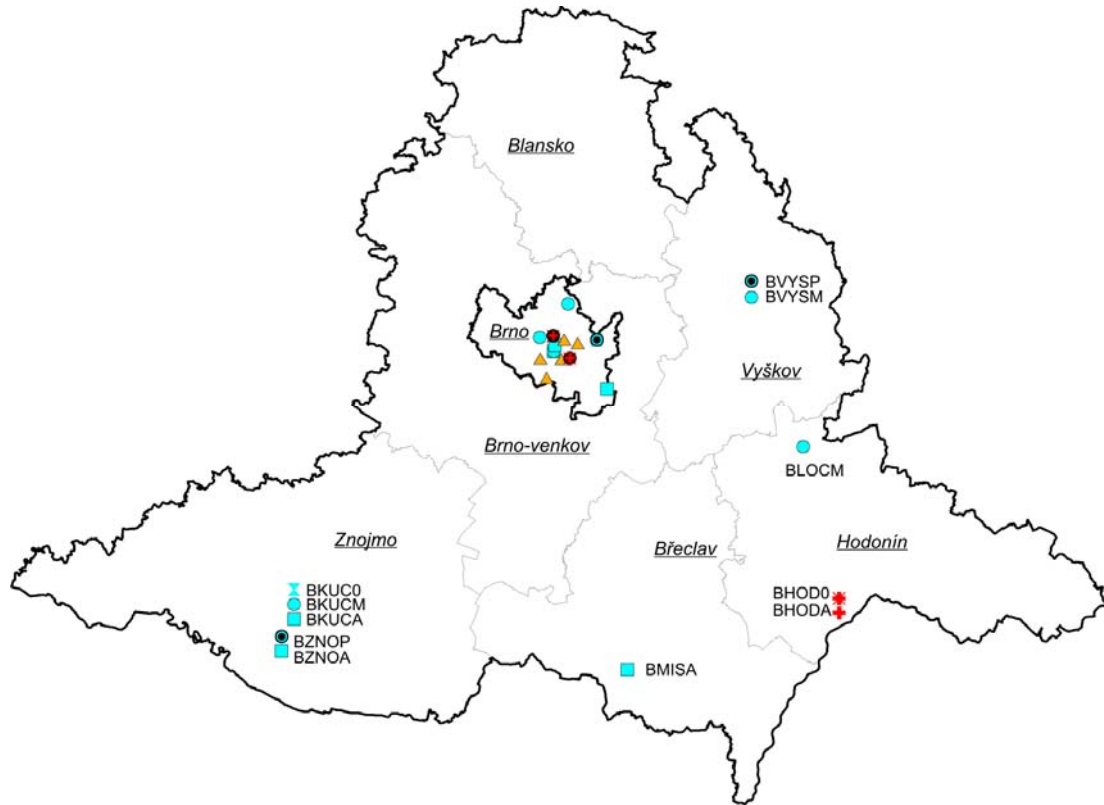 Blansko
BVYSP
BVYSM
Brno
Vyškov
Brno-venkov
BLOCM
Znojmo
Břeclav
Hodonín
BKUC0
BKUCM
BKUCA
BZNOP
BZNOA
BHOD0
BHODA
BMISA